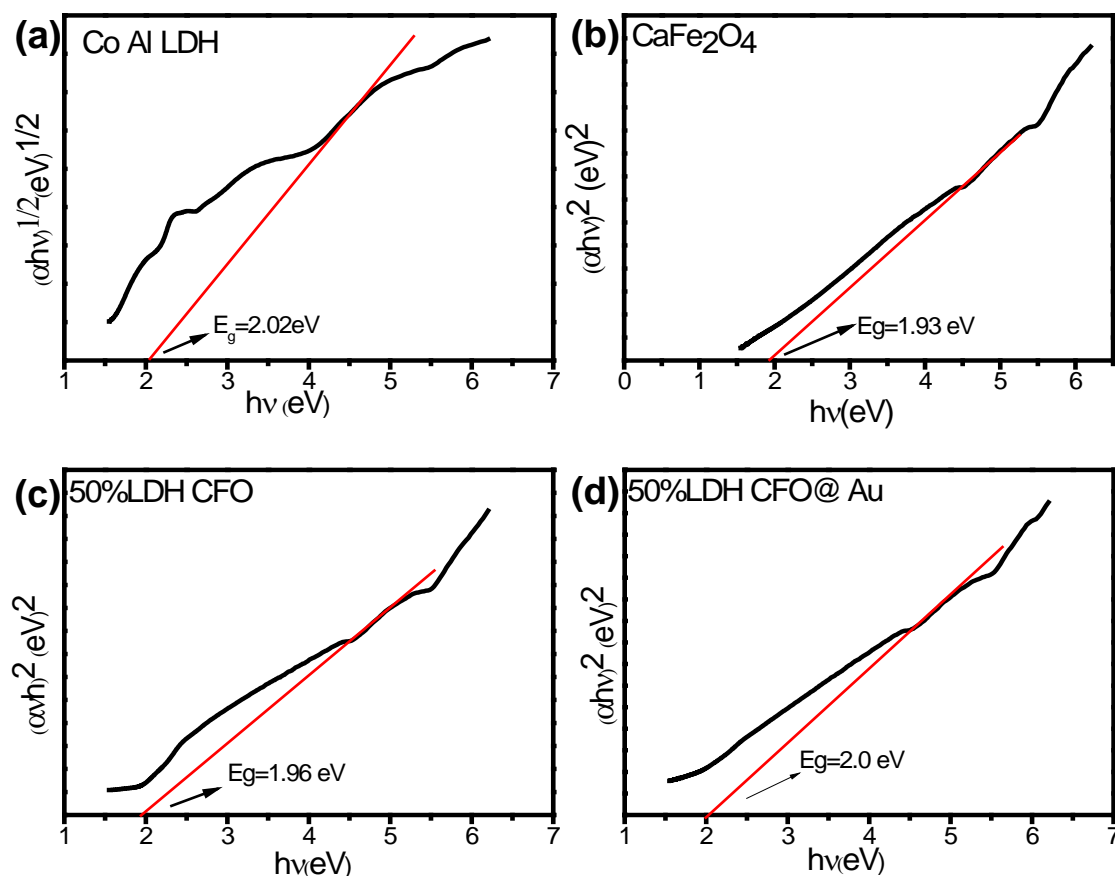 (a) Co Al LDH
(αhν)^1/2 (eV)^1/2
E_g=2.02eV
1 2 3 4 5 6 7
hν (eV)
(b) CaFe₂O₄
(αhν)² (eV)²
Eg=1.93 eV
0 1 2 3 4 5 6
hν(eV)
(c) 50%LDH CFO
(ανh)² (eV)²
Eg=1.96 eV
1 2 3 4 5 6 7
hν(eV)
(d) 50%LDH CFO@ Au
(αhν)² (eV)²
Eg=2.0 eV
1 2 3 4 5 6 7
hν(eV)